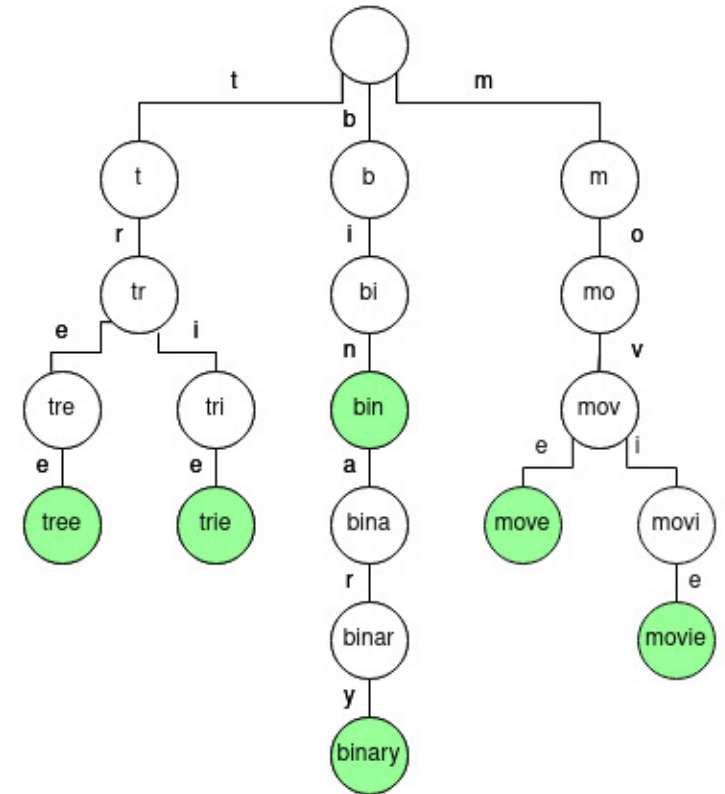 t m
b
t b m
r i o
tr bi mo
e i n v
tre tri bin mov
e e a e i
tree trie bina move movi
r e
binar movie
y
binary